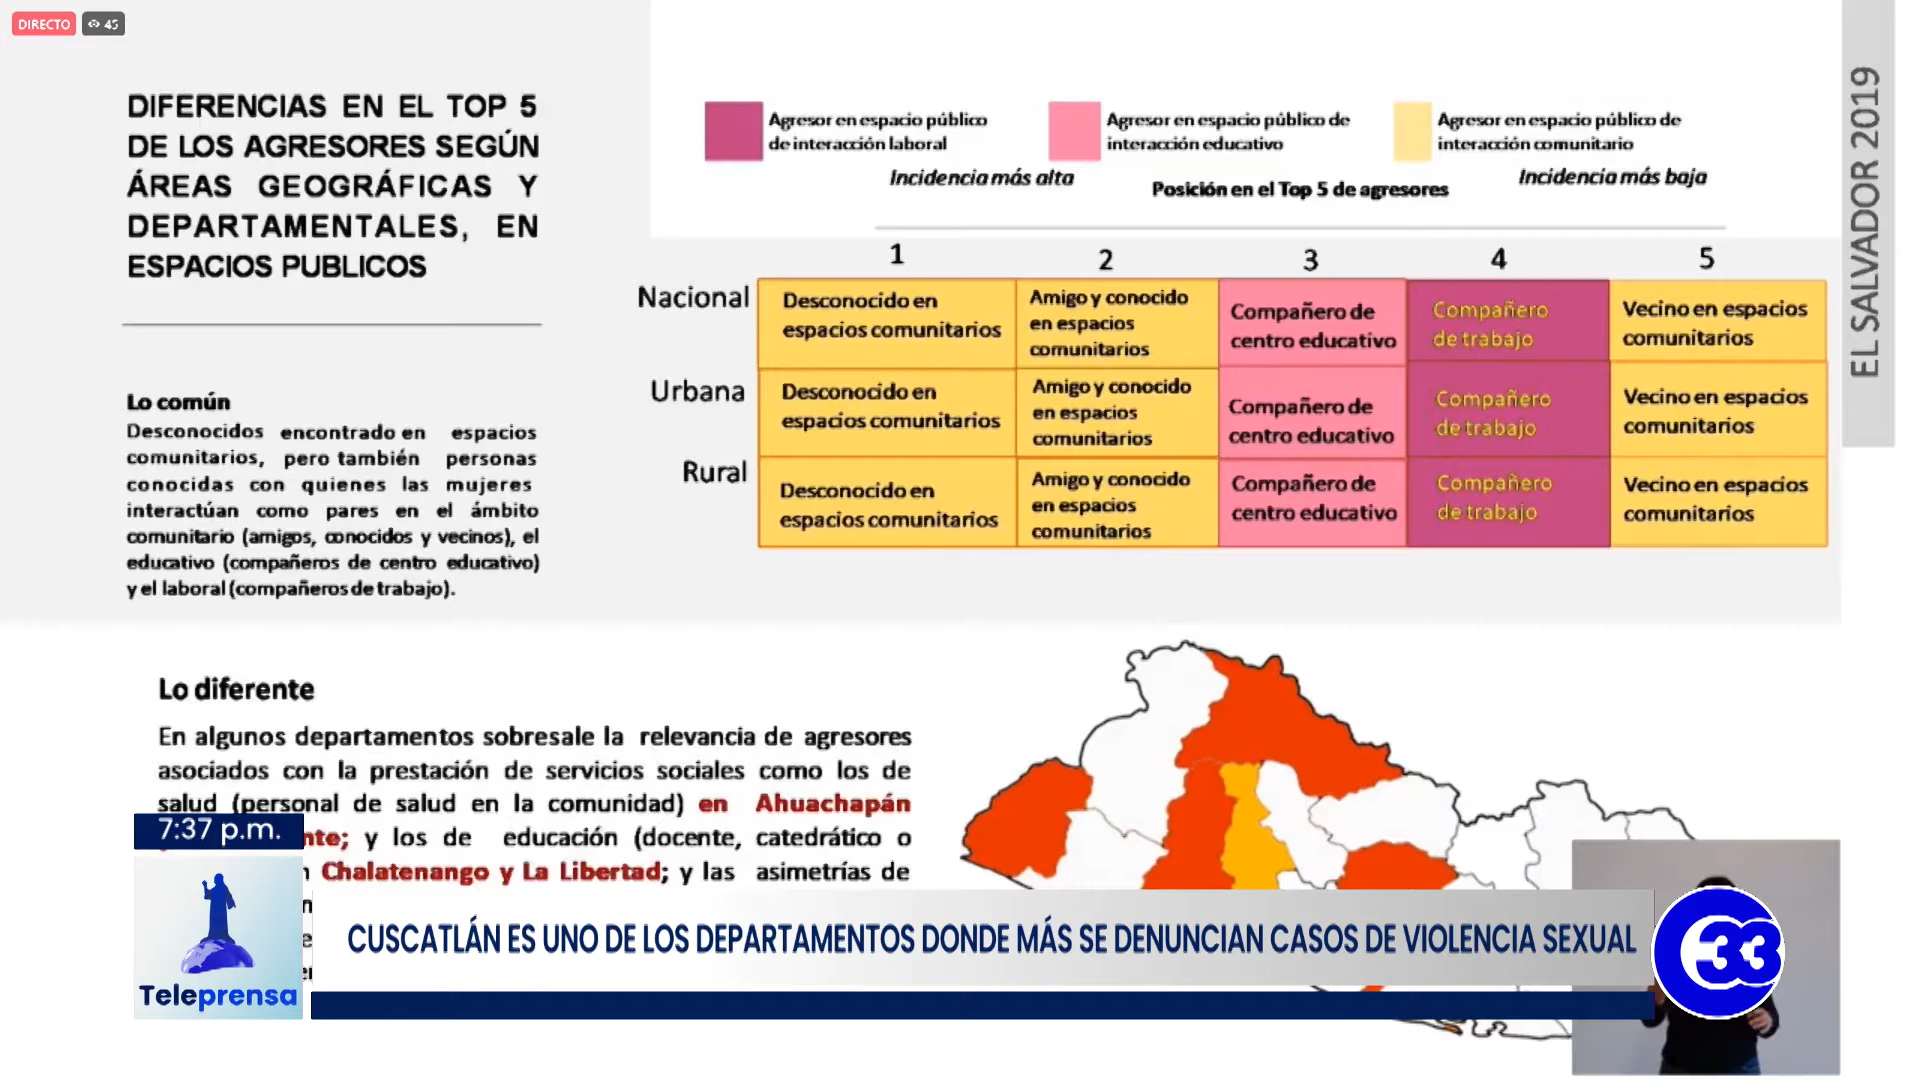 DIRECTO
45
DIFERENCIAS EN EL TOP 5
DE LOS AGRESORES SEGÚN
ÁREAS GEOGRÁFICAS Y
DEPARTAMENTALES, EN
ESPACIOS PUBLICOS
Lo común
Desconocidos encontrado en espacios
comunitarios, pero también personas
conocidas con quienes las mujeres
interactúan como pares en el ámbito
comunitario (amigos, conocidos y vecinos), el
educativo (compañeros de centro educativo)
y el laboral (compañeros de trabajo).
Agresor en espacio público
de interacción laboral
Agresor en espacio público de
interacción educativo
Agresor en espacio público de
interacción comunitario
Incidencia más alta
Posición en el Top 5 de agresores
Incidencia más baja
1
2
3
4
5
Nacional
Desconocido en
espacios comunitarios
Amigo y conocido
en espacios
comunitarios
Compañero de
centro educativo
Compañero
de trabajo
Vecino en espacios
comunitarios
Urbana
Desconocido en
espacios comunitarios
Amigo y conocido
en espacios
comunitarios
Compañero de
centro educativo
Compañero
de trabajo
Vecino en espacios
comunitarios
Rural
Desconocido en
espacios comunitarios
Amigo y conocido
en espacios
comunitarios
Compañero de
centro educativo
Compañero
de trabajo
Vecino en espacios
comunitarios
EL SALVADOR 2019
Lo diferente
En algunos departamentos sobresale la relevancia de agresores
asociados con la prestación de servicios sociales como los de
salud (personal de salud en la comunidad) en Ahuachapán
nte; y los de educación (docente, catedrático o
Chalatenango y La Libertad; y las asimetrías de
7:37 p.m.
Teleprensa
CUSCATLÁN ES UNO DE LOS DEPARTAMENTOS DONDE MÁS SE DENUNCIAN CASOS DE VIOLENCIA SEXUAL
33